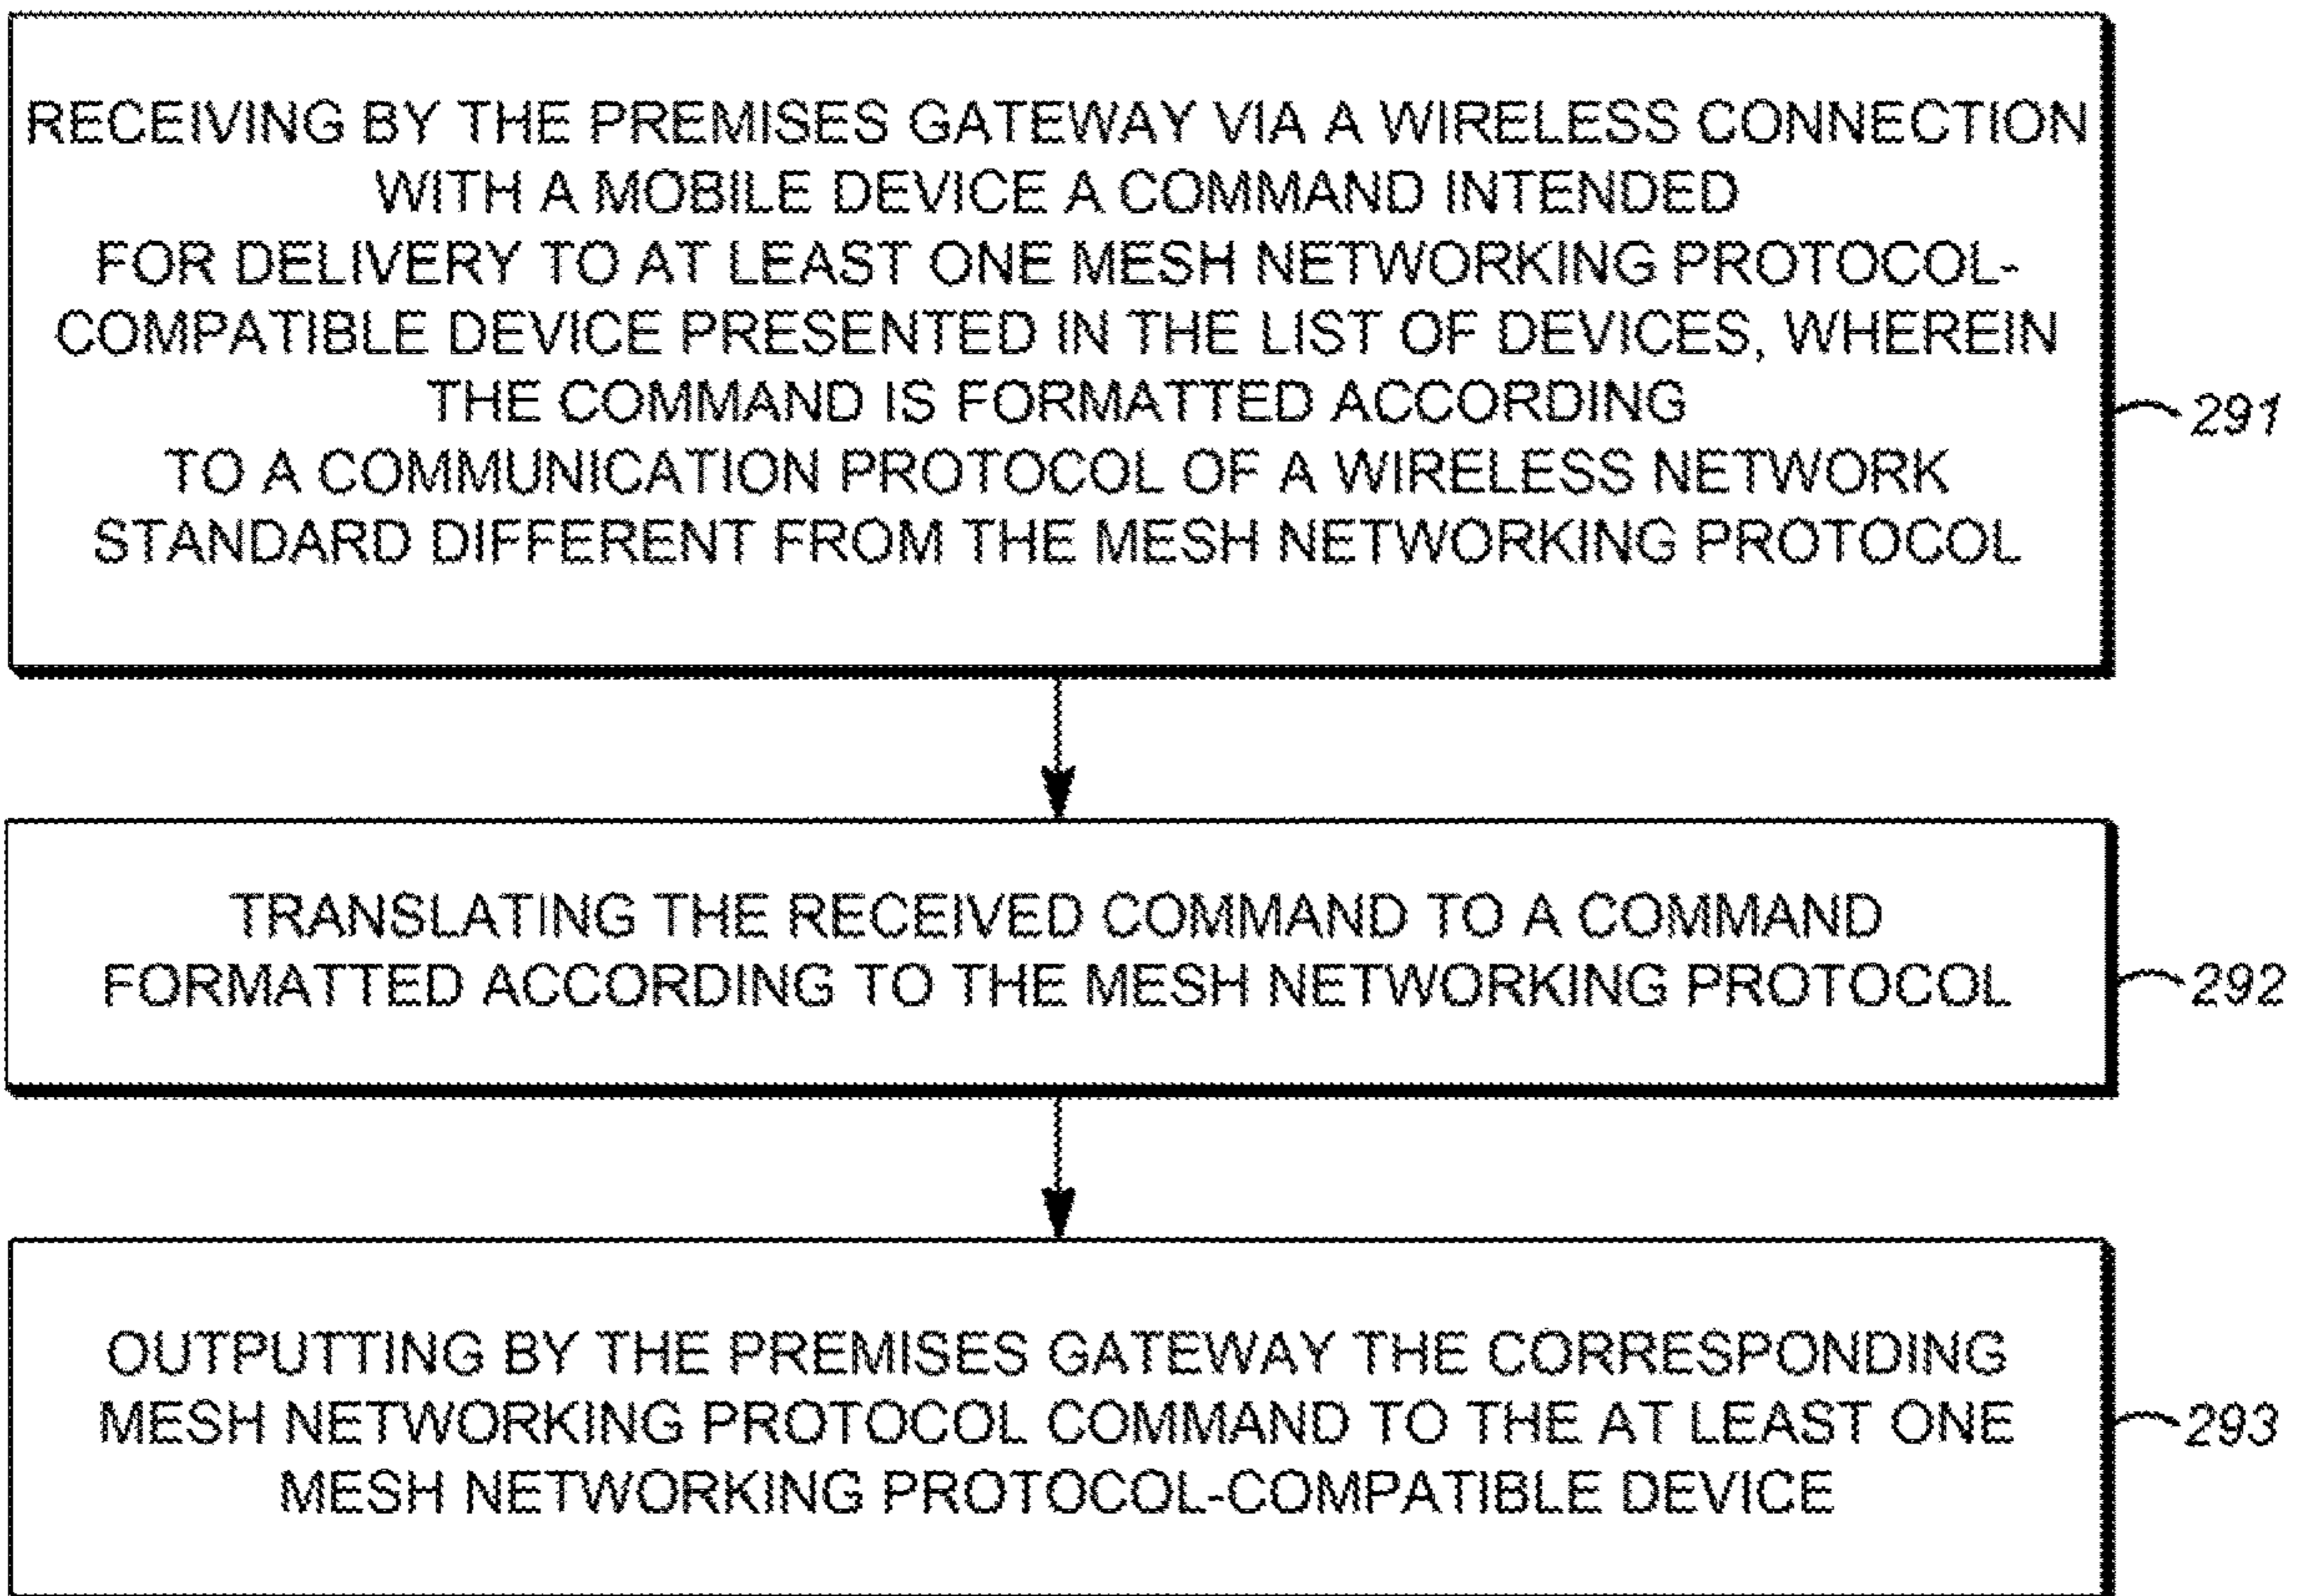 RECEIVING BY THE PREMISES GATEWAY VIA A WIRELESS CONNECTION
WITH A MOBILE DEVICE A COMMAND INTENDED
FOR DELIVERY TO AT LEAST ONE MESH NETWORKING PROTOCOL-
COMPATIBLE DEVICE PRESENTED IN THE LIST OF DEVICES, WHEREIN
THE COMMAND IS FORMATTED ACCORDING
TO A COMMUNICATION PROTOCOL OF A WIRELESS NETWORK
STANDARD DIFFERENT FROM THE MESH NETWORKING PROTOCOL
291
TRANSLATING THE RECEIVED COMMAND TO A COMMAND
FORMATTED ACCORDING TO THE MESH NETWORKING PROTOCOL
292
OUTPUTTING BY THE PREMISES GATEWAY THE CORRESPONDING
MESH NETWORKING PROTOCOL COMMAND TO THE AT LEAST ONE
MESH NETWORKING PROTOCOL-COMPATIBLE DEVICE
293